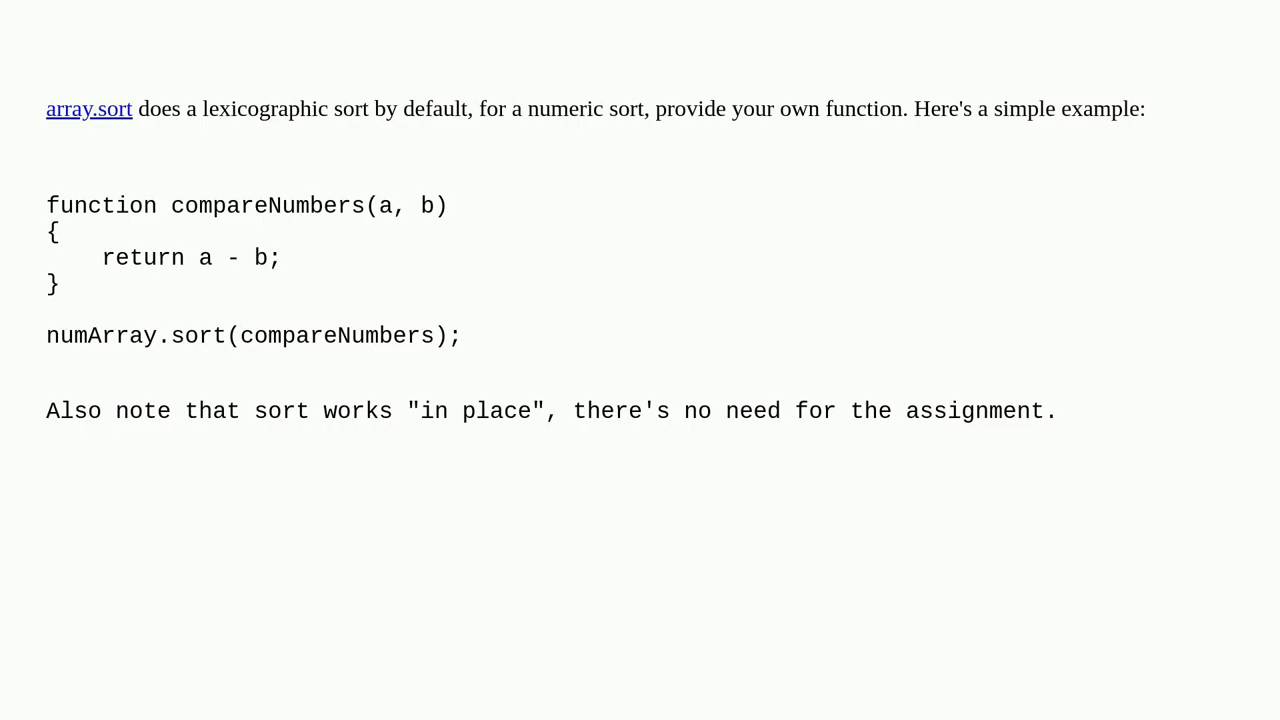 array.sort does a lexicographic sort by default, for a numeric sort, provide your own function. Here's a simple example:
function compareNumbers(a, b)
{
    return a - b;
}
numArray.sort(compareNumbers);
Also note that sort works "in place", there's no need for the assignment.